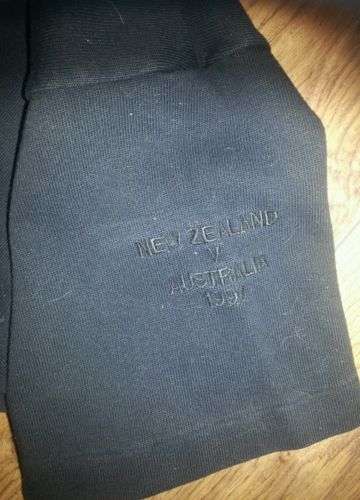 NEW ZEALAND
V
AUSTRALIA
1997